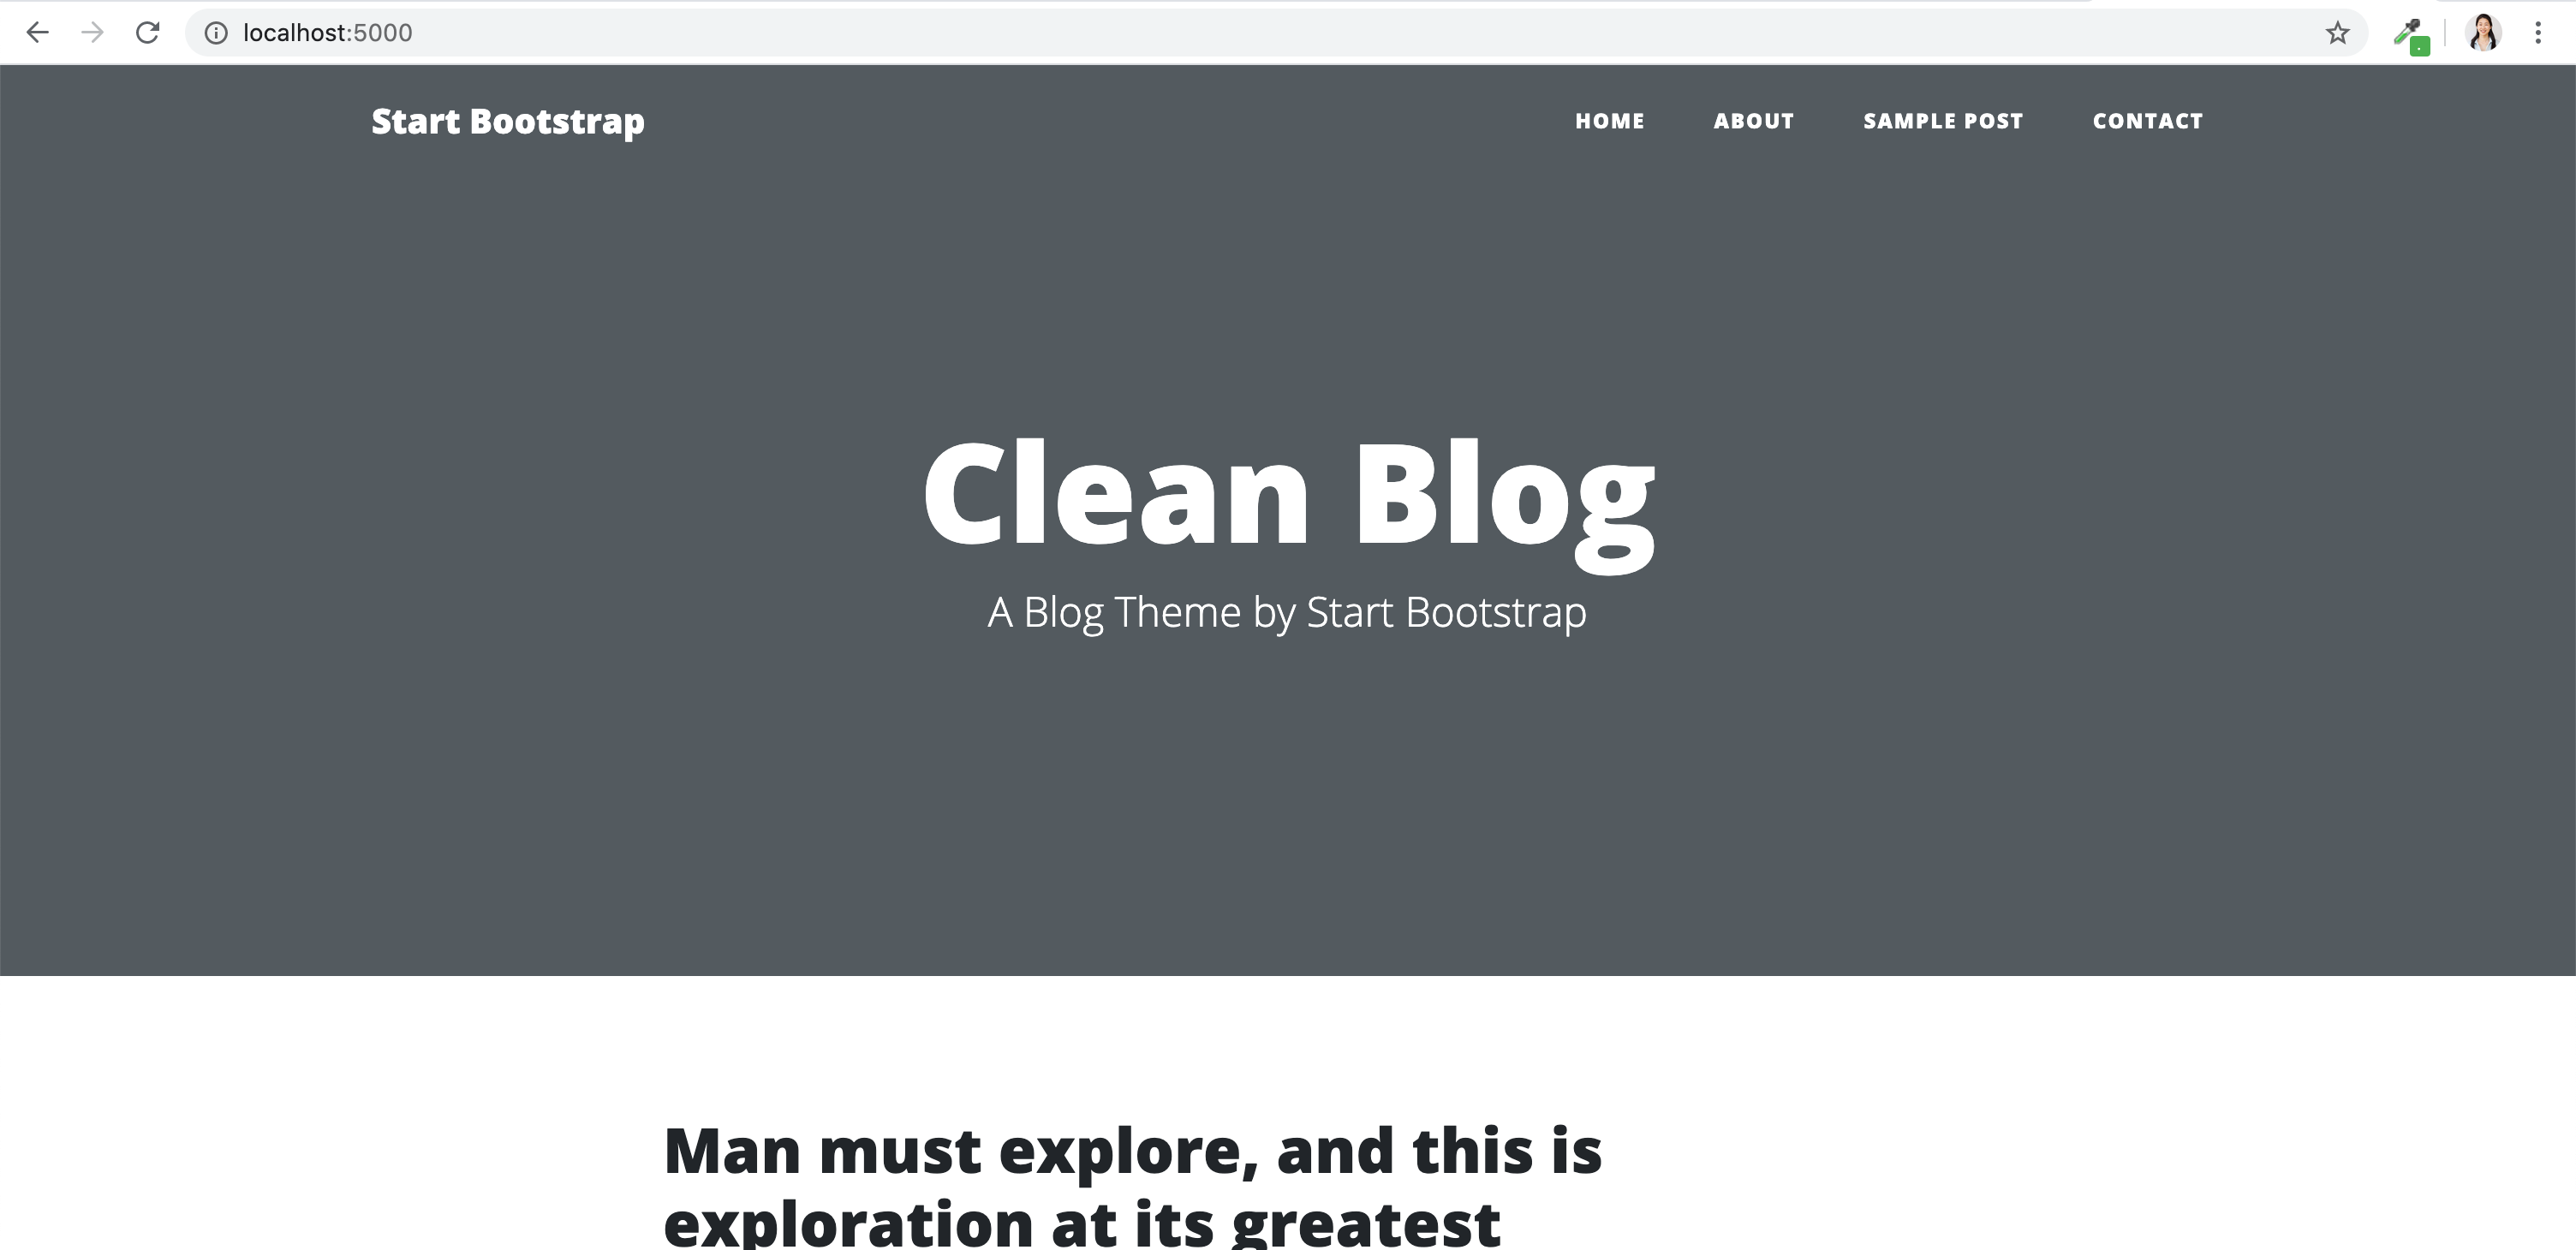 localhost:5000
Start Bootstrap
HOME ABOUT SAMPLE POST CONTACT
Clean Blog
A Blog Theme by Start Bootstrap
Man must explore, and this is
exploration at its greatest